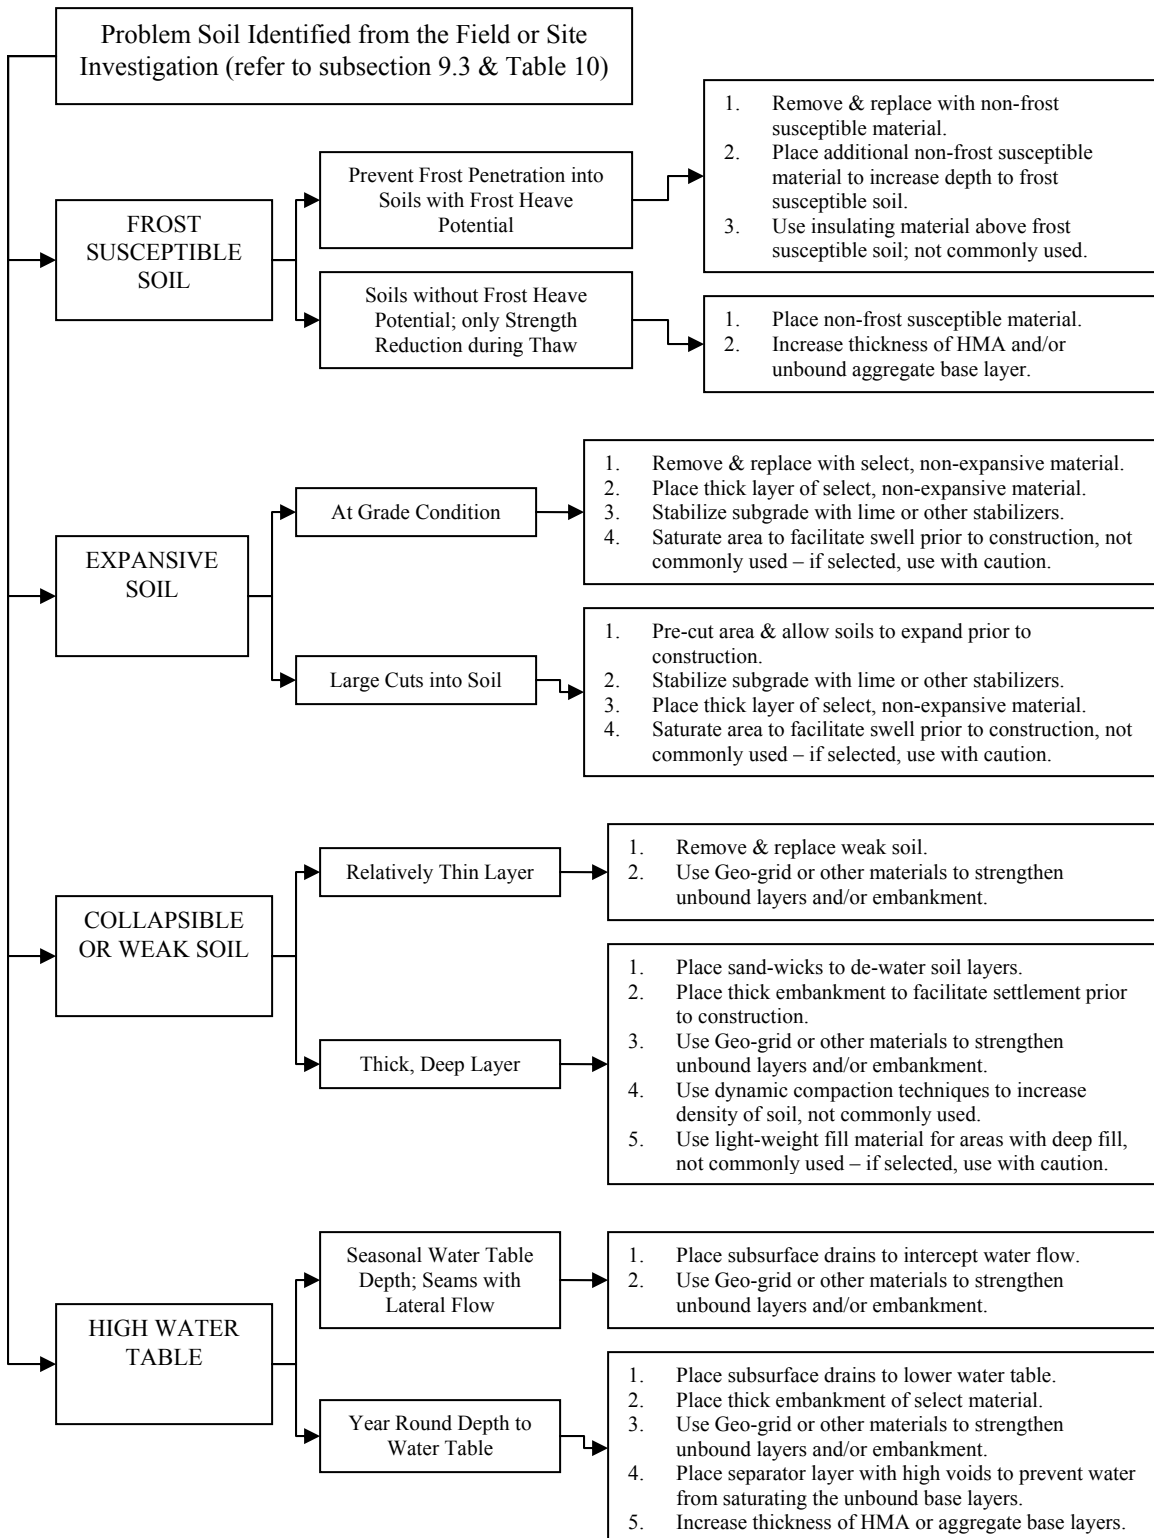 Problem Soil Identified from the Field or Site
Investigation (refer to subsection 9.3 & Table 10)
FROST
SUSCEPTIBLE
SOIL
Prevent Frost Penetration into
Soils with Frost Heave
Potential
1. Remove & replace with non-frost
susceptible material.
2. Place additional non-frost susceptible
material to increase depth to frost
susceptible soil.
3. Use insulating material above frost
susceptible soil; not commonly used.
Soils without Frost Heave
Potential; only Strength
Reduction during Thaw
1. Place non-frost susceptible material.
2. Increase thickness of HMA and/or
unbound aggregate base layer.
EXPANSIVE
SOIL
At Grade Condition
1. Remove & replace with select, non-expansive material.
2. Place thick layer of select, non-expansive material.
3. Stabilize subgrade with lime or other stabilizers.
4. Saturate area to facilitate swell prior to construction, not
commonly used – if selected, use with caution.
Large Cuts into Soil
1. Pre-cut area & allow soils to expand prior to
construction.
2. Stabilize subgrade with lime or other stabilizers.
3. Place thick layer of select, non-expansive material.
4. Saturate area to facilitate swell prior to construction, not
commonly used – if selected, use with caution.
COLLAPSIBLE
OR WEAK SOIL
Relatively Thin Layer
1. Remove & replace weak soil.
2. Use Geo-grid or other materials to strengthen
unbound layers and/or embankment.
Thick, Deep Layer
1. Place sand-wicks to de-water soil layers.
2. Place thick embankment to facilitate settlement prior
to construction.
3. Use Geo-grid or other materials to strengthen
unbound layers and/or embankment.
4. Use dynamic compaction techniques to increase
density of soil, not commonly used.
5. Use light-weight fill material for areas with deep fill,
not commonly used – if selected, use with caution.
HIGH WATER
TABLE
Seasonal Water Table
Depth; Seams with
Lateral Flow
1. Place subsurface drains to intercept water flow.
2. Use Geo-grid or other materials to strengthen
unbound layers and/or embankment.
Year Round Depth to
Water Table
1. Place subsurface drains to lower water table.
2. Place thick embankment of select material.
3. Use Geo-grid or other materials to strengthen
unbound layers and/or embankment.
4. Place separator layer with high voids to prevent water
from saturating the unbound base layers.
5. Increase thickness of HMA or aggregate base layers.